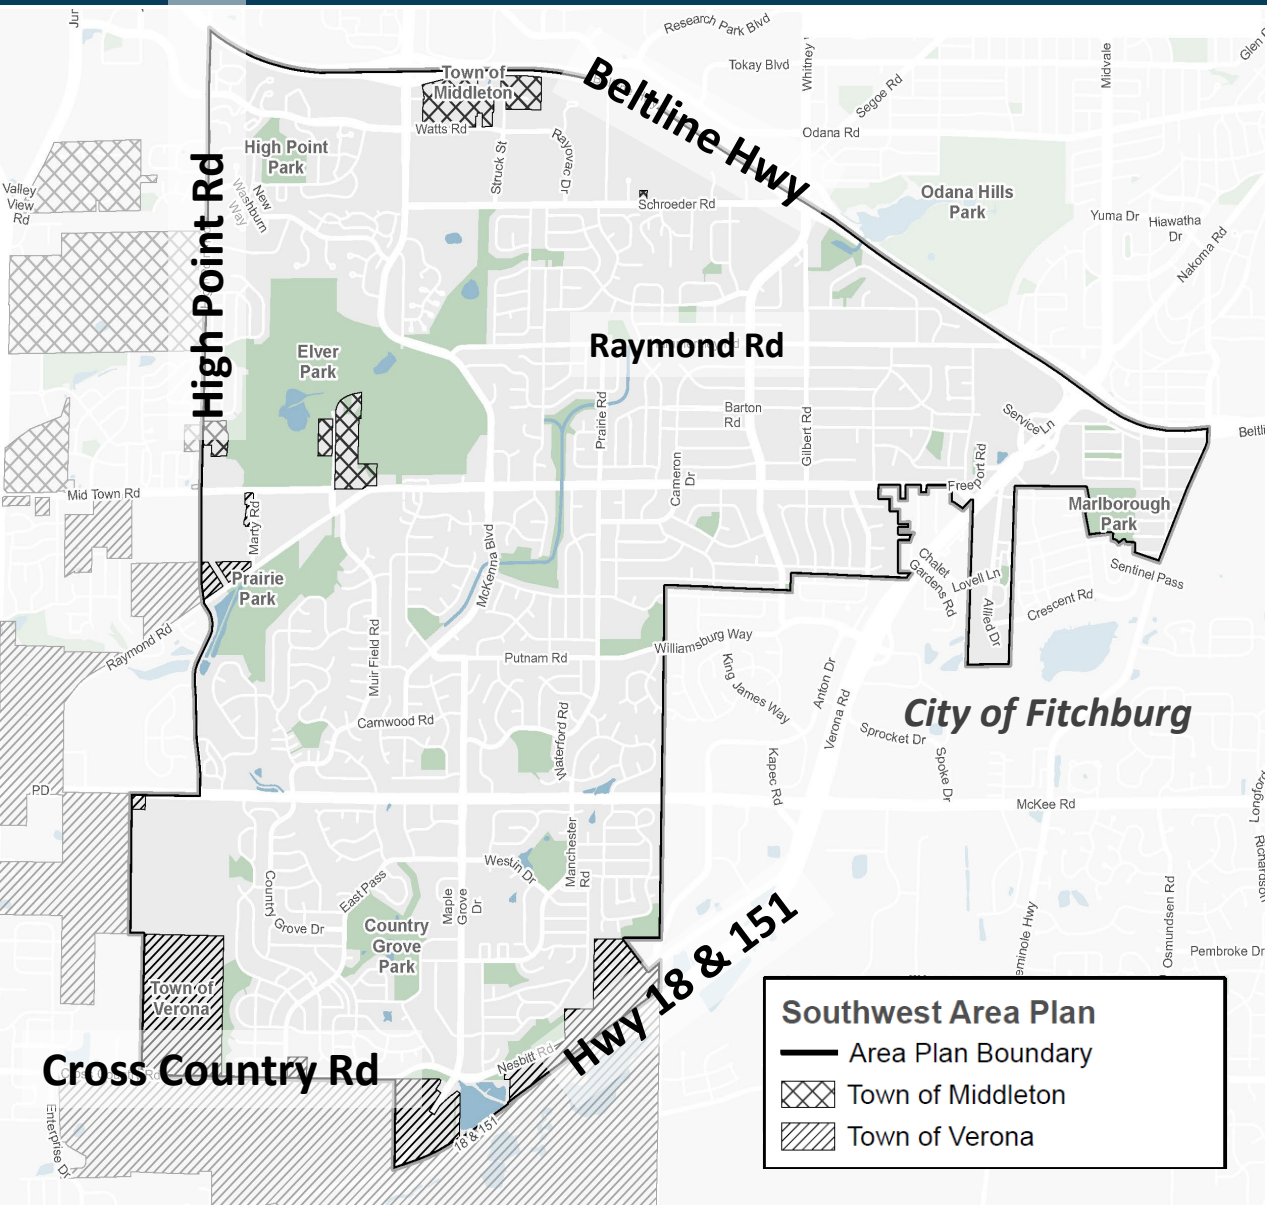 Jun
Research Park Blvd
Glen
Tokay Blvd
Whitney
Midvale
Segoe Rd
Odana Rd
Beltline Hwy
Town of
Middleton
Watts Rd
Struck St
Rayovac Dr
High Point
Park
New
Washburn
Way
Valley
View
Rd
High Point Rd
Schroeder Rd
Odana Hills
Park
Yuma Dr
Hiawatha
Dr
Nakoma Rd
Raymond Rd
Elver
Park
Prairie Rd
Barton
Rd
Gilbert Rd
Service Ln
Beltli
Cameron
Dr
Freeport Rd
Mid Town Rd
Marty Rd
Marlborough
Park
Sentinel Pass
McKenna Blvd
Prairie
Park
Chalet
Gardens Rd
Lovell Ln
Allied Dr
Crescent Rd
Raymond Rd
Muir Field Rd
Putnam Rd
Williamsburg Way
King James Way
Anton Dr
Verona Rd
City of Fitchburg
Sprocket Dr
Spoke Dr
Carnwood Rd
Waterford Rd
Kapec Rd
PD
McKee Rd
Longford
Richardson
Manchester
Rd
Westin Dr
East Pass
Country
Grove Dr
Maple
Grove
Dr
Country
Grove
Park
Osmundsen Rd
eminole Hwy
Pembroke Dr
Town of
Verona
Hwy 18 & 151
Nesbitt Rd
Cross Country Rd
18 & 151
Enterprise Dr
Southwest Area Plan
Area Plan Boundary
Town of Middleton
Town of Verona